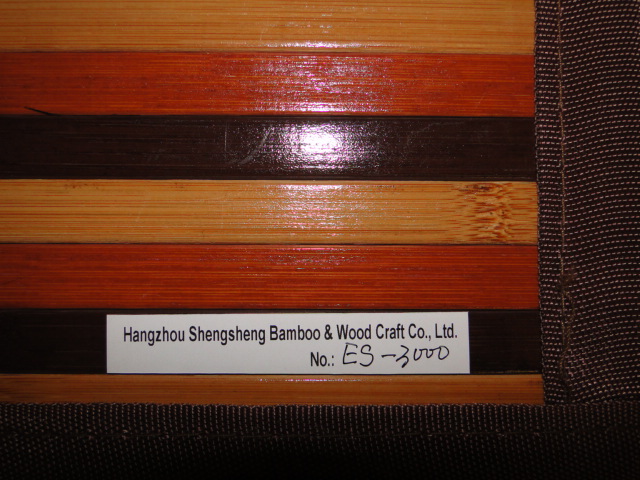 Hangzhou Shengsheng Bamboo & Wood Craft Co., Ltd.
No.: ES-3000